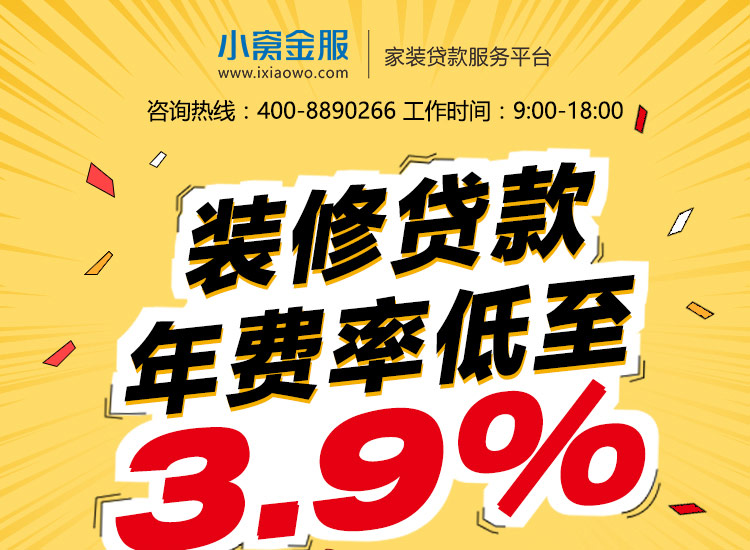 小窝金服
www.ixiaowo.com
家装贷款服务平台
咨询热线：400-8890266 工作时间：9:00-18:00
装修贷款
年费率低至
3.9%